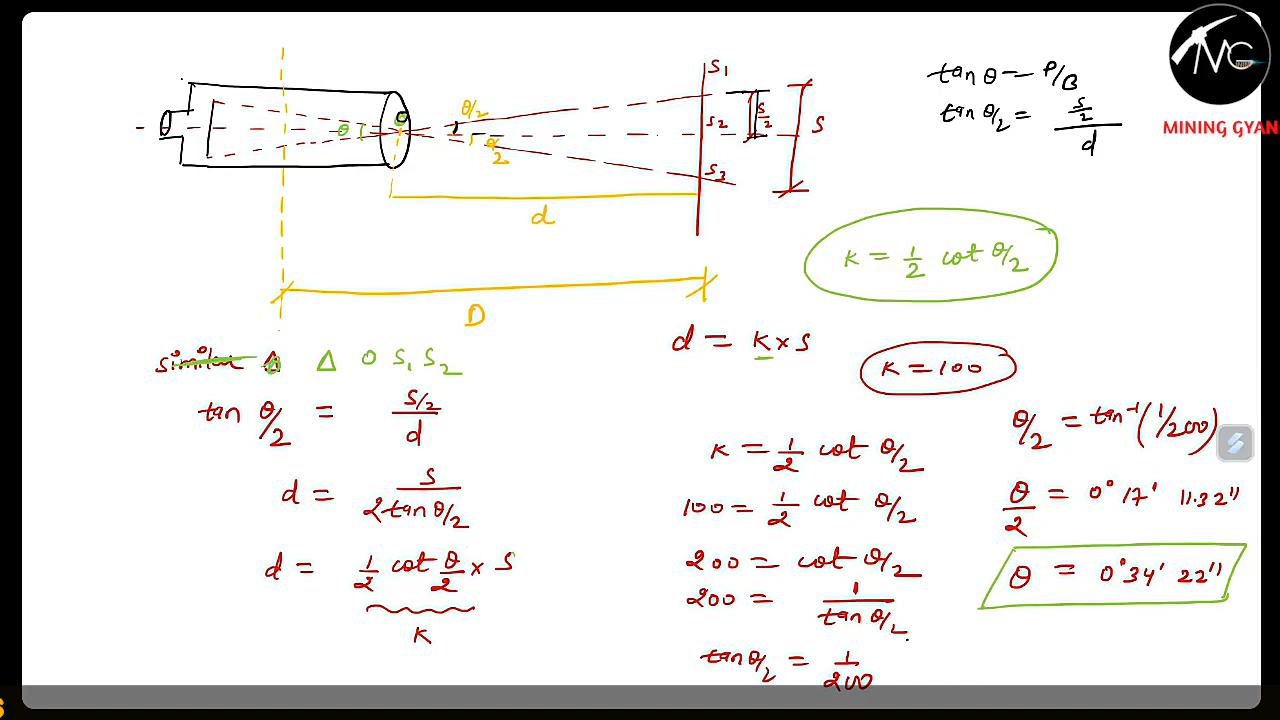 S₁
S₂
S₃
θ/2
θ/2
θ
θ
S/2
S
d
D
tan θ = P/B
tan θ/2 = S/2 / d
MG
MINING GYAN
K = 1/2 cot θ/2
d = K × S
K = 100
similar Δ Δ O S₁ S₂
tan θ/2 = S/2 / d
d = S / 2 tan θ/2
d = 1/2 cot θ/2 × S
K
K = 1/2 cot θ/2
100 = 1/2 cot θ/2
200 = cot θ/2
200 = 1 / tan θ/2
tan θ/2 = 1/200
θ/2 = tan⁻¹ (1/200)
θ/2 = 0° 17' 11.32"
θ = 0° 34' 22"